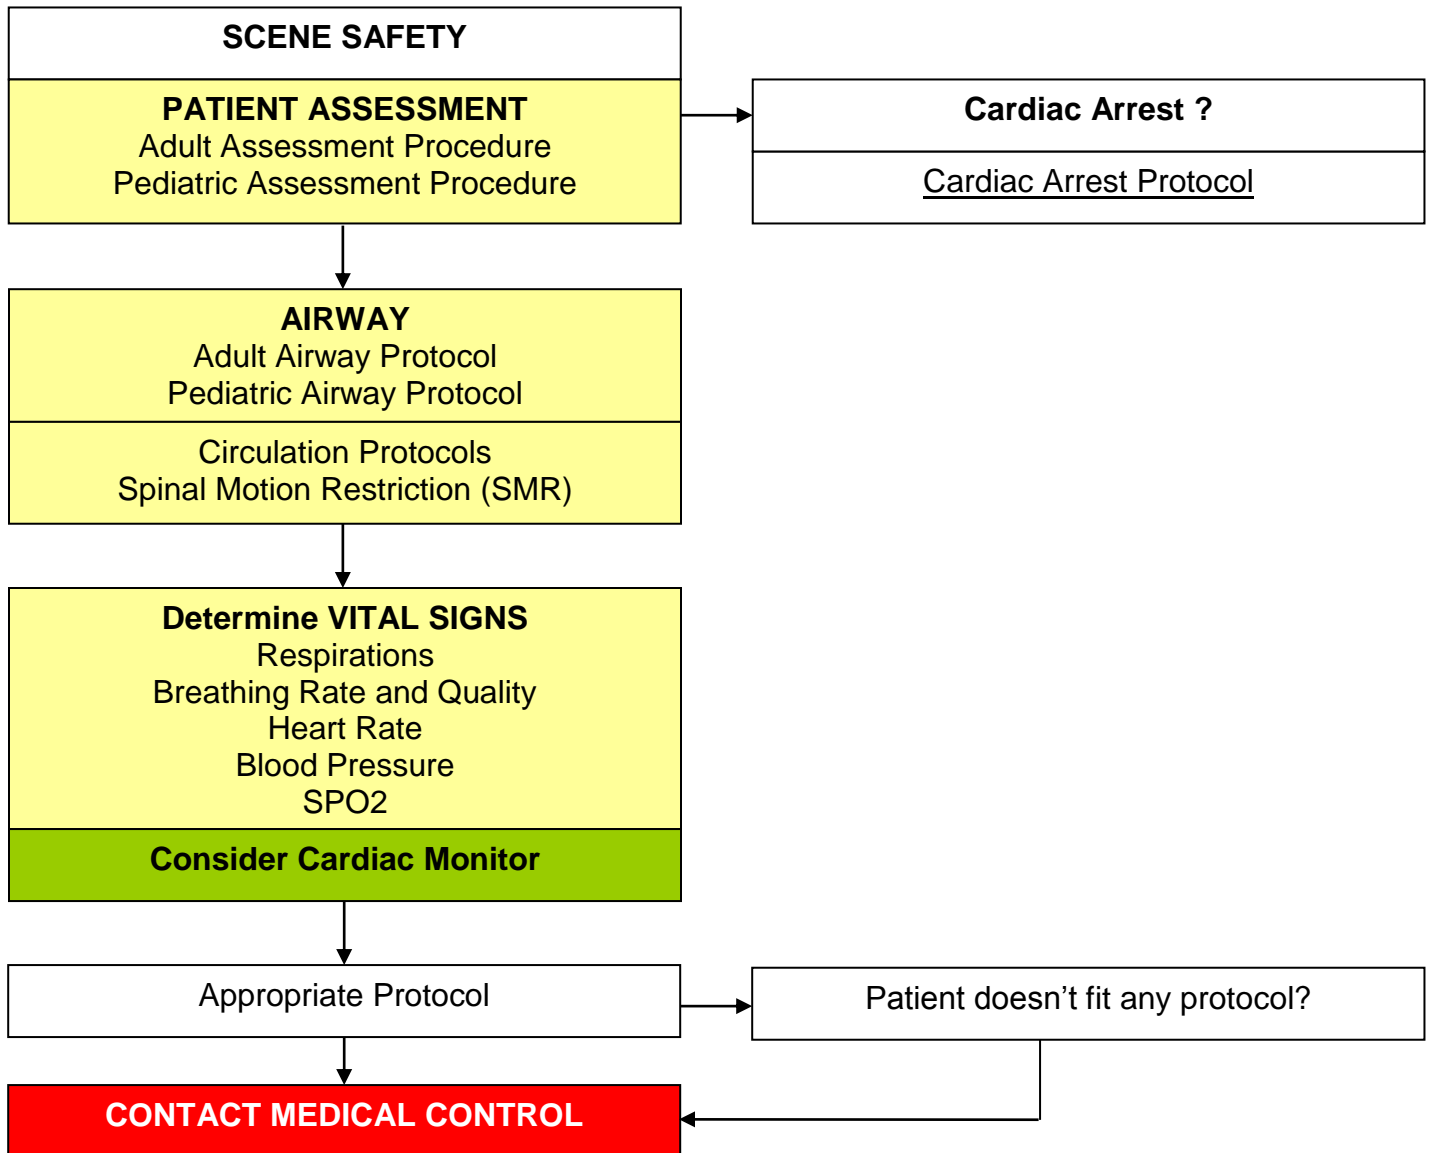 SCENE SAFETY
PATIENT ASSESSMENT
Adult Assessment Procedure
Pediatric Assessment Procedure
Cardiac Arrest ?
Cardiac Arrest Protocol
AIRWAY
Adult Airway Protocol
Pediatric Airway Protocol
Circulation Protocols
Spinal Motion Restriction (SMR)
Determine VITAL SIGNS
Respirations
Breathing Rate and Quality
Heart Rate
Blood Pressure
SPO2
Consider Cardiac Monitor
Appropriate Protocol
Patient doesn’t fit any protocol?
CONTACT MEDICAL CONTROL